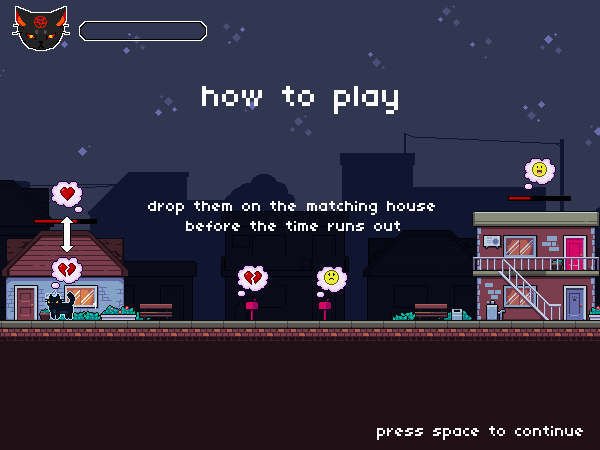 how to play
drop them on the matching house
before the time runs out
press space to continue